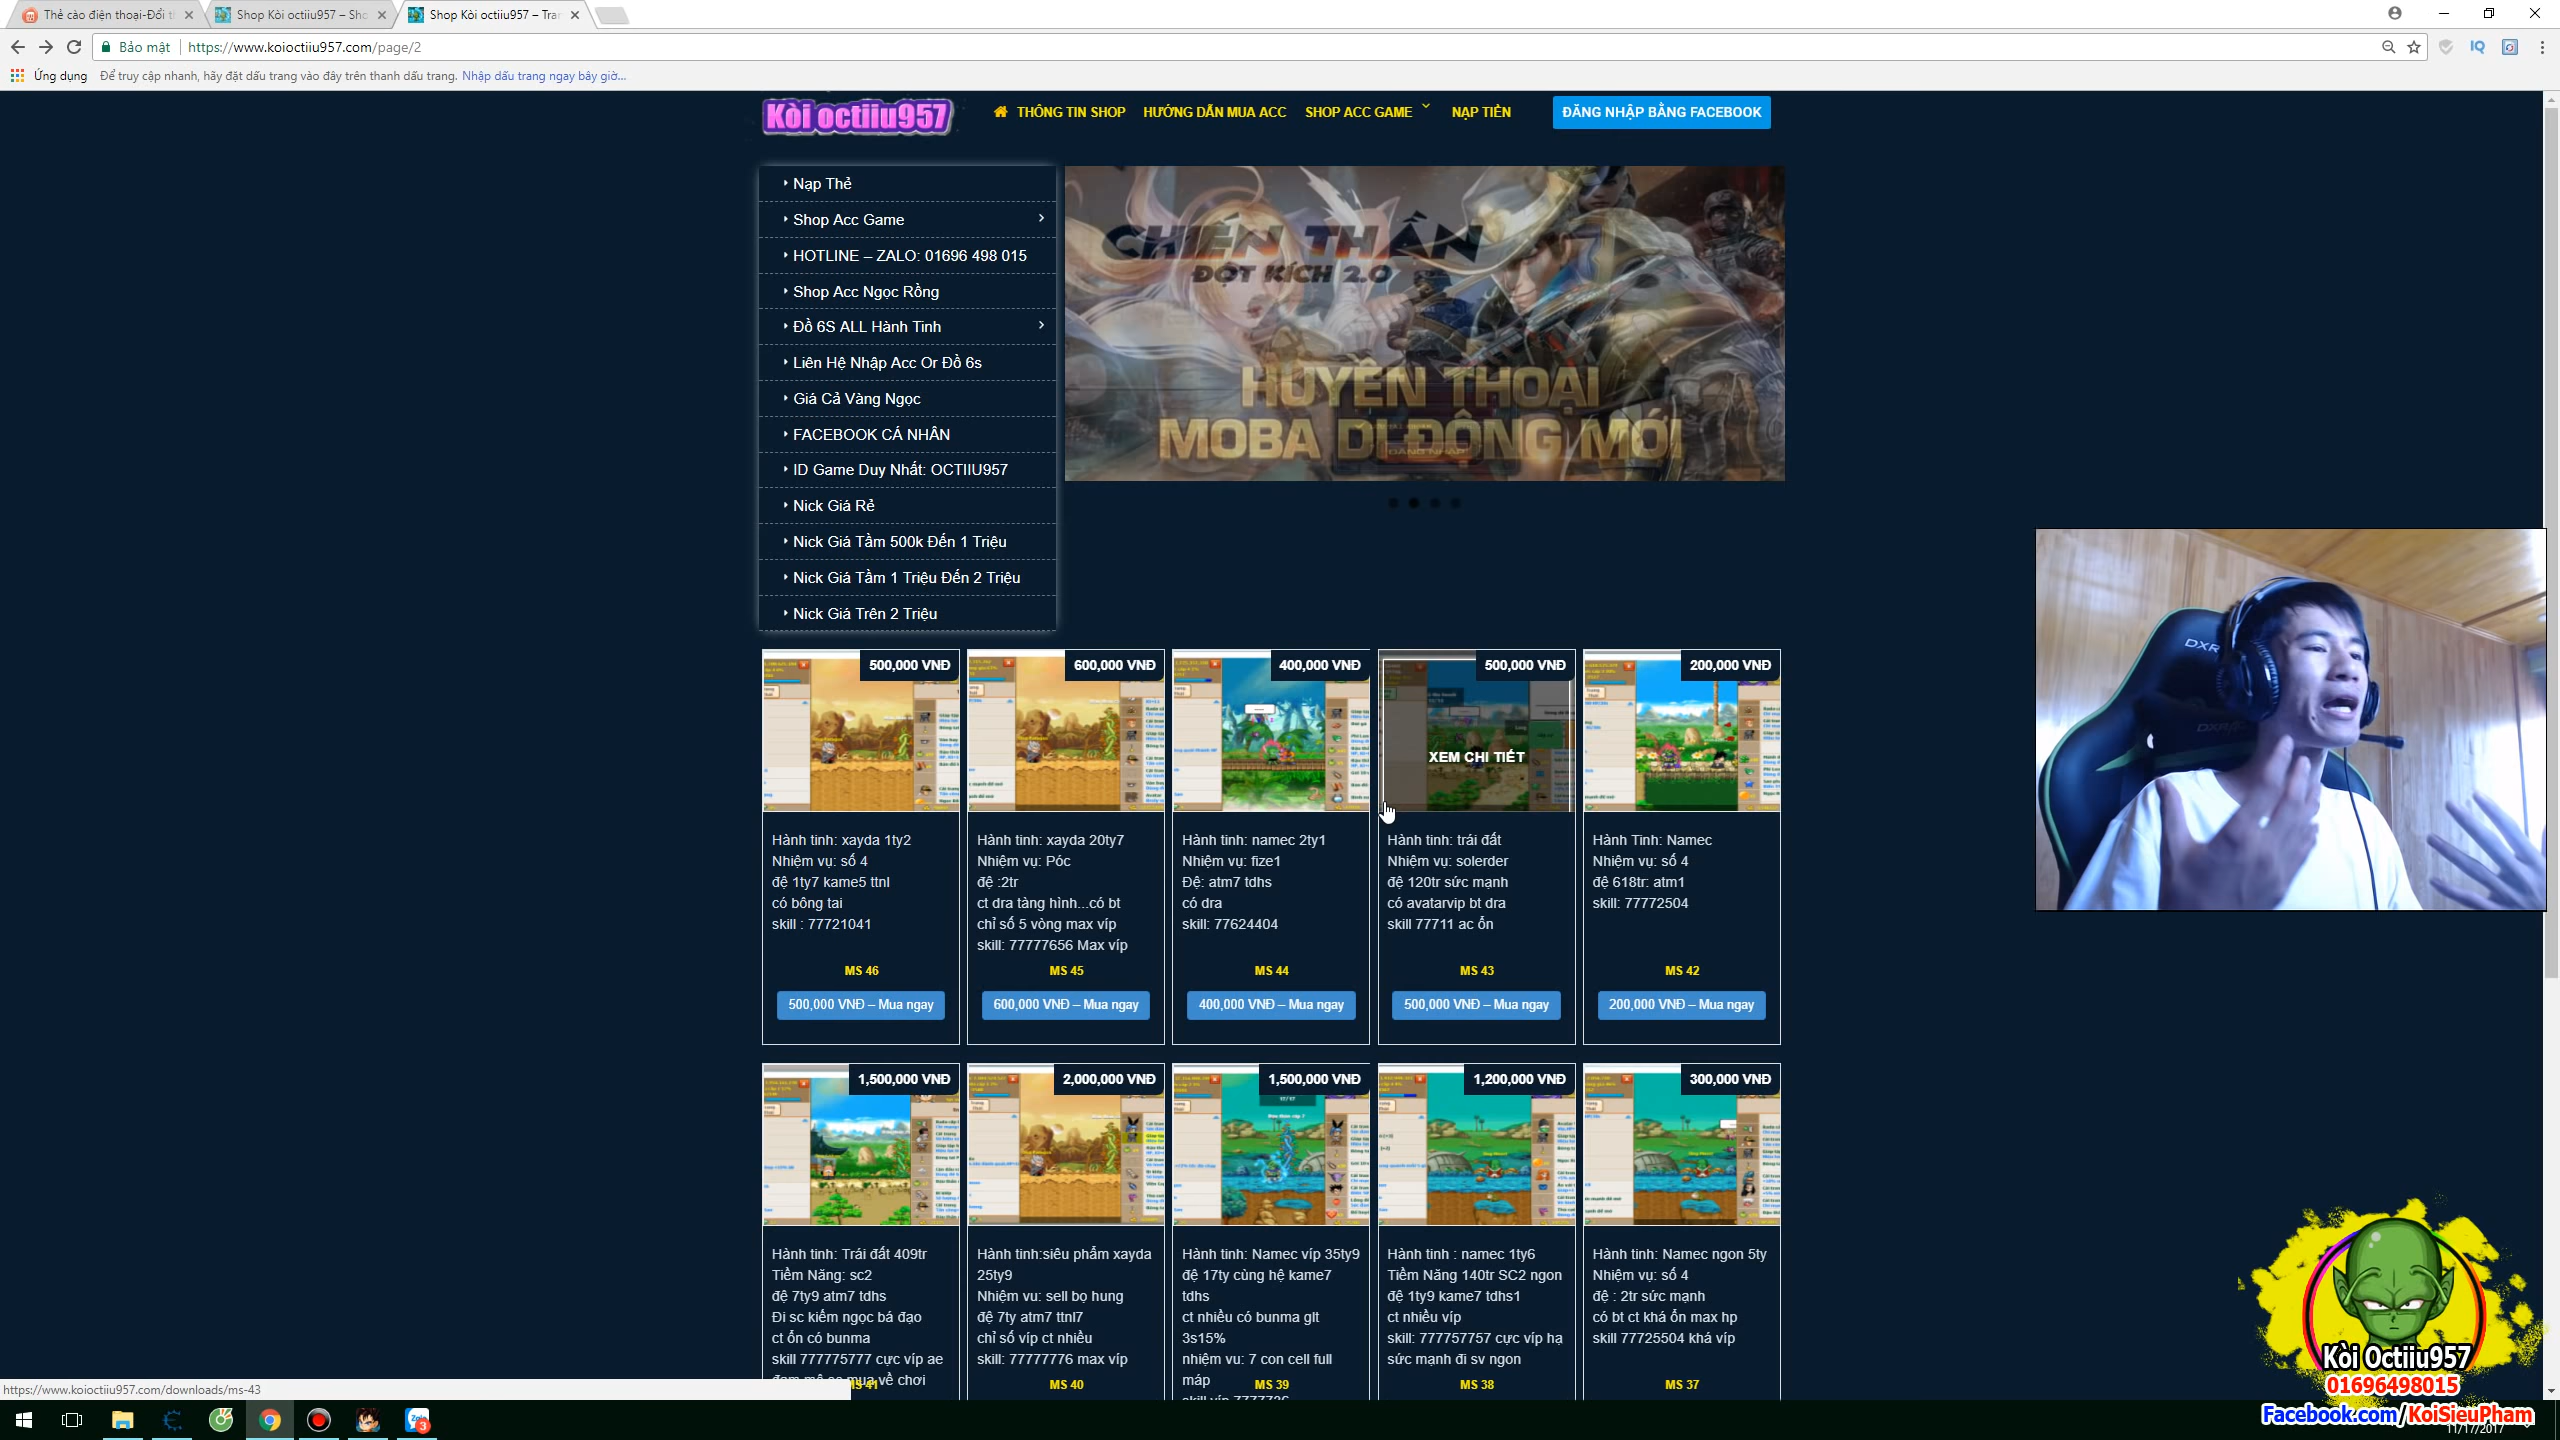 Thẻ cào điện thoại-Đổi t
Shop Kòi octiiu957 – Sho
Shop Kòi octiiu957 – Tra
Bảo mật
https://www.koioctiiu957.com/page/2
Ứng dụng
Để truy cập nhanh, hãy đặt dấu trang vào đây trên thanh dấu trang.
Nhập dấu trang ngay bây giờ...
Kòi octiiu957
THÔNG TIN SHOP
HƯỚNG DẪN MUA ACC
SHOP ACC GAME
NẠP TIỀN
ĐĂNG NHẬP BẰNG FACEBOOK
Nạp Thẻ
Shop Acc Game
HOTLINE – ZALO: 01696 498 015
Shop Acc Ngọc Rồng
Đồ 6S ALL Hành Tinh
Liên Hệ Nhập Acc Or Đồ 6s
Giá Cả Vàng Ngọc
FACEBOOK CÁ NHÂN
ID Game Duy Nhất: OCTIIU957
Nick Giá Rẻ
Nick Giá Tầm 500k Đến 1 Triệu
Nick Giá Tầm 1 Triệu Đến 2 Triệu
Nick Giá Trên 2 Triệu
CHIẾN THẦN
ĐỘT KÍCH 2.0
HUYỀN THOẠI
MOBA DI ĐỘNG MỚI
DXR
DXR
500,000 VNĐ
Hành tinh: xayda 1ty2
Nhiệm vụ: số 4
đệ 1ty7 kame5 ttnl
có bông tai
skill : 77721041
MS 46
500,000 VNĐ – Mua ngay
600,000 VNĐ
Hành tinh: xayda 20ty7
Nhiệm vụ: Póc
đệ :2tr
ct dra tàng hình...có bt
chỉ số 5 vòng max víp
skill: 77777656 Max víp
MS 45
600,000 VNĐ – Mua ngay
400,000 VNĐ
Hành tinh: namec 2ty1
Nhiệm vụ: fize1
Đệ: atm7 tdhs
có dra
skill: 77624404
MS 44
400,000 VNĐ – Mua ngay
500,000 VNĐ
XEM CHI TIẾT
Hành tinh: trái đất
Nhiệm vụ: solerder
đệ 120tr sức mạnh
có avatarvip bt dra
skill 77711 ac ổn
MS 43
500,000 VNĐ – Mua ngay
200,000 VNĐ
Hành Tinh: Namec
Nhiệm vụ: số 4
đệ 618tr: atm1
skill: 77772504
MS 42
200,000 VNĐ – Mua ngay
1,500,000 VNĐ
Hành tinh: Trái đất 409tr
Tiềm Năng: sc2
đệ 7ty9 atm7 tdhs
Đi sc kiếm ngọc bá đạo
ct ổn có bunma
skill 777775777 cực víp ae
mua về chơi
2,000,000 VNĐ
Hành tinh:siêu phẩm xayda
25ty9
Nhiệm vu: sell bọ hung
đệ 7ty atm7 ttnl7
chỉ số víp ct nhiều
skill: 77777776 max víp
MS 40
1,500,000 VNĐ
Hành tinh: Namec víp 35ty9
đệ 17ty cùng hệ kame7
tdhs
ct nhiều có bunma glt
3s15%
nhiệm vu: 7 con cell full
máp
MS 39
1,200,000 VNĐ
Hành tinh : namec 1ty6
Tiềm Năng 140tr SC2 ngon
đệ 1ty9 kame7 tdhs1
ct nhiều víp
skill: 777757757 cực víp hạ
sức mạnh đi sv ngon
MS 38
300,000 VNĐ
Hành tinh: Namec ngon 5ty
Nhiệm vụ: số 4
đệ : 2tr sức mạnh
có bt ct khá ổn max hp
skill 77725504 khá víp
MS 37
https://www.koioctiiu957.com/downloads/ms-43
Kòi Octiiu957
01696498015
Facebook.com/KoiSieuPham
11/17/2017